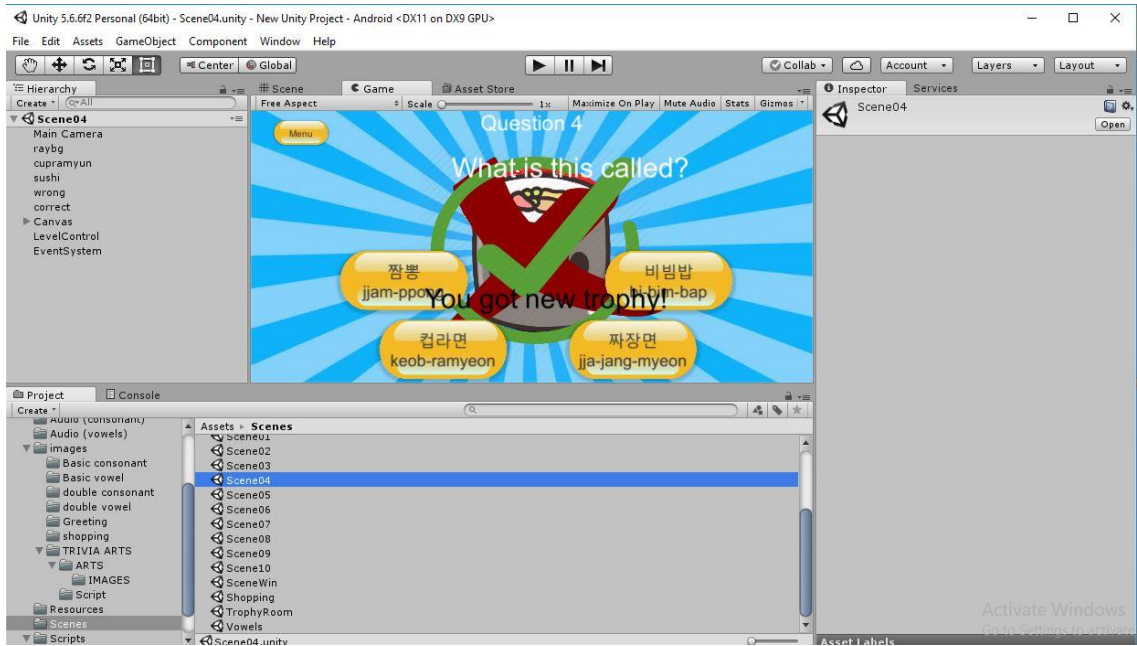 Unity 5.6.6f2 Personal (64bit) - Scene04.unity - New Unity Project - Android <DX11 on DX9 GPU>
File Edit Assets GameObject Component Window Help
Center Global Collab Account Layers Layout
Hierarchy
Create All
Scene04
Main Camera
raybg
cupramyun
sushi
wrong
correct
Canvas
LevelControl
EventSystem
Scene Game Asset Store
Free Aspect Scale 1x Maximize On Play Mute Audio Stats Gizmos
Menu
Question 4
What is this called?
짬뽕
jjam-ppong
비빔밥
bi-bim-bap
You got new trophy!
컵라면
keob-ramyeon
짜장면
jja-jang-myeon
Inspector Services
Scene04
Open
Project Console
Create
Audio (consonant)
Audio (vowels)
images
Basic consonant
Basic vowel
double consonant
double vowel
Greeting
shopping
TRIVIA ARTS
ARTS
IMAGES
Script
Resources
Scenes
Scripts
Assets Scenes
Scene01
Scene02
Scene03
Scene04
Scene05
Scene06
Scene07
Scene08
Scene09
Scene10
SceneWin
Shopping
TrophyRoom
Vowels
Scene04.unity
Activate Windows
Go to Settings to activate
Asset Labels